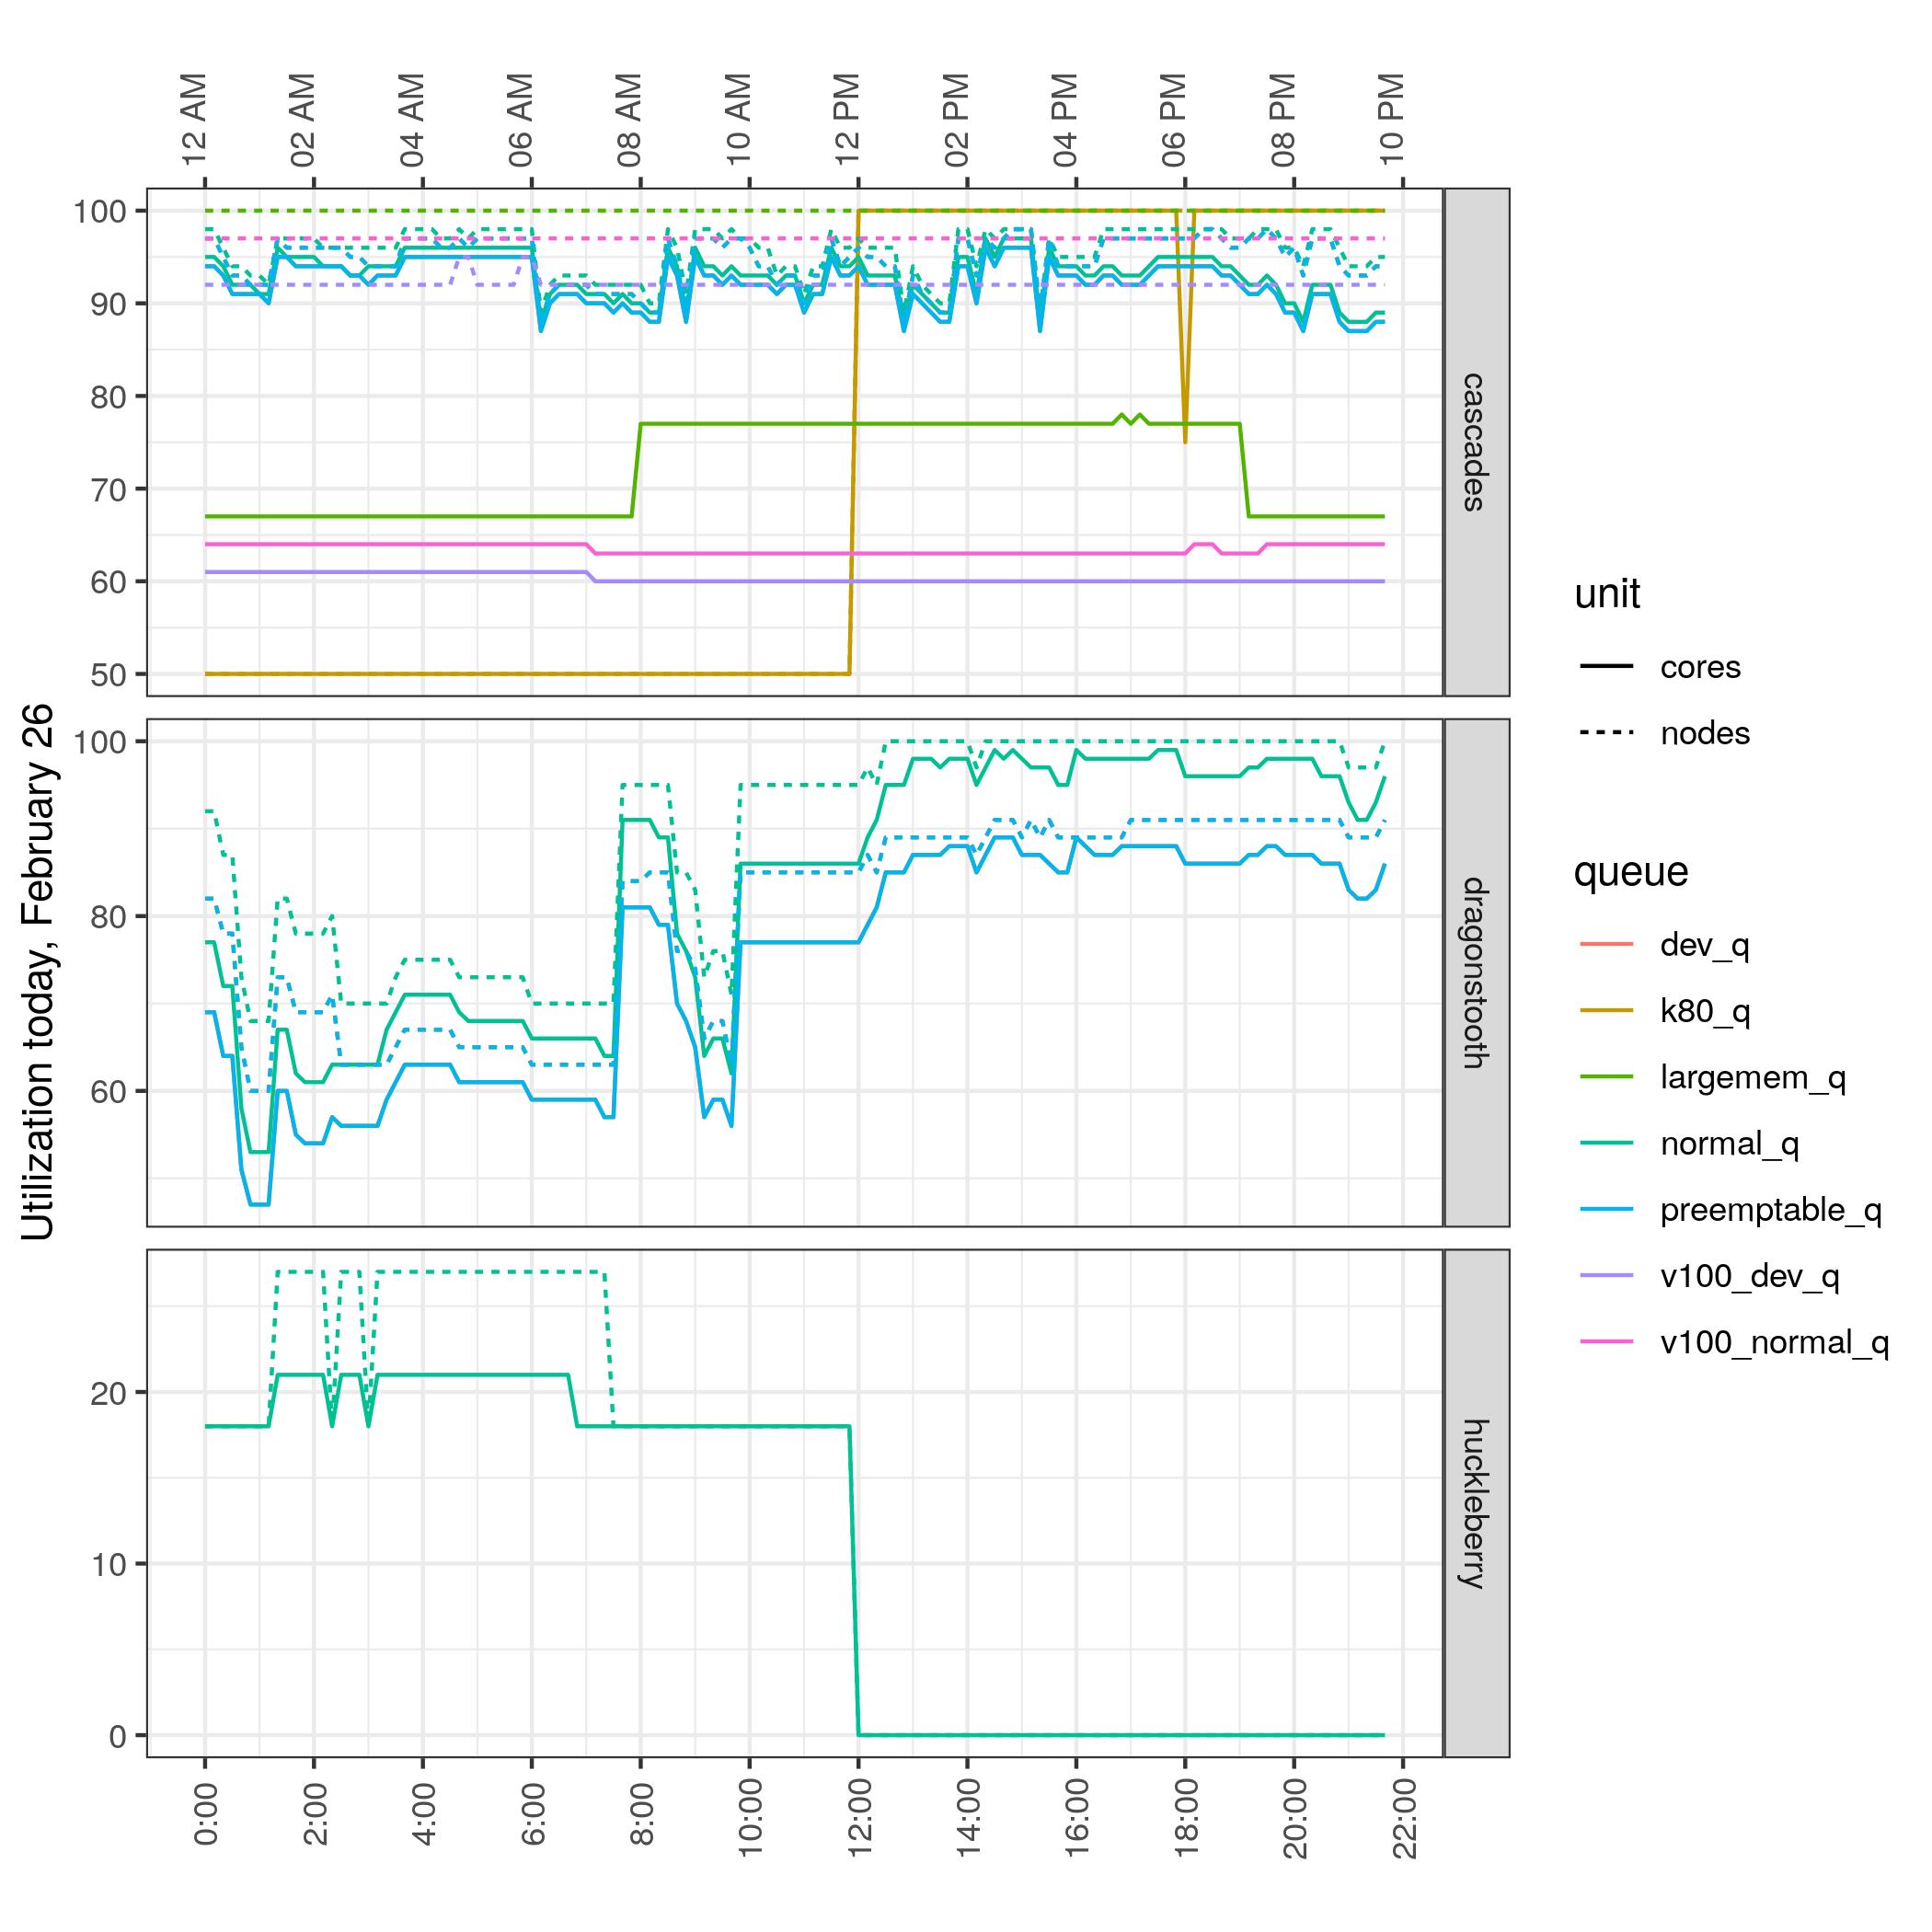 12 AM
02 AM
04 AM
06 AM
08 AM
10 AM
12 PM
02 PM
04 PM
06 PM
08 PM
10 PM
Utilization today, February 26
100
90
80
70
60
50
cascades
100
80
60
dragonstooth
20
10
0
huckleberry
0:00
2:00
4:00
6:00
8:00
10:00
12:00
14:00
16:00
18:00
20:00
22:00
unit
cores
nodes
queue
dev_q
k80_q
largemem_q
normal_q
preemptable_q
v100_dev_q
v100_normal_q